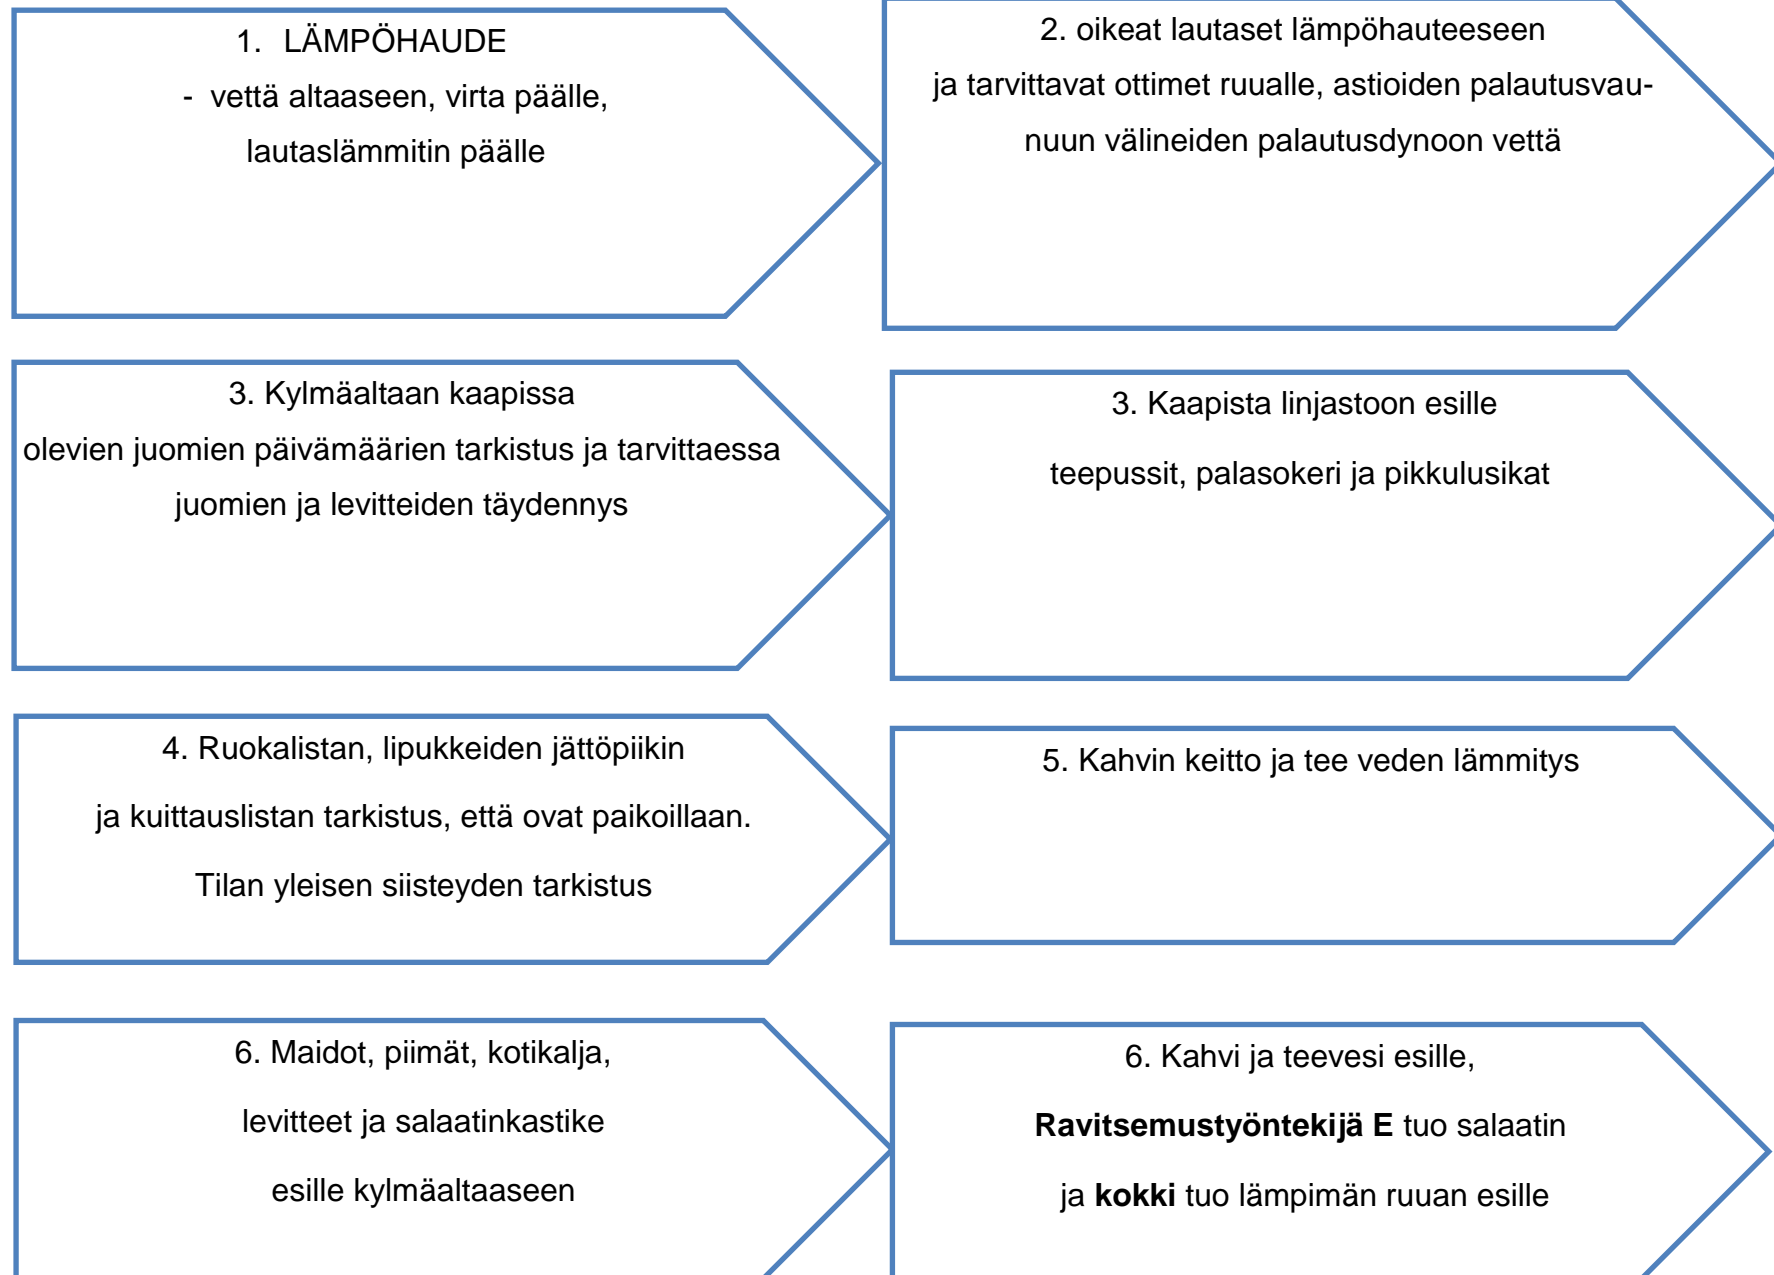 1. LÄMPÖHAUDE
- vettä altaaseen, virta päälle,
lautaslämmitin päälle
2. oikeat lautaset lämpöhauteeseen
ja tarvittavat ottimet ruualle, astioiden palautusvau-
nuun välineiden palautusdynoon vettä
3. Kylmäaltaan kaapissa
olevien juomien päivämäärien tarkistus ja tarvittaessa
juomien ja levitteiden täydennys
3. Kaapista linjastoon esille
teepussit, palasokeri ja pikkulusikat
4. Ruokalistan, lipukkeiden jättöpiikin
ja kuittauslistan tarkistus, että ovat paikoillaan.
Tilan yleisen siisteyden tarkistus
5. Kahvin keitto ja tee veden lämmitys
6. Maidot, piimät, kotikalja,
levitteet ja salaatinkastike
esille kylmäaltaaseen
6. Kahvi ja teevesi esille,
Ravitsemustyöntekijä E tuo salaatin
ja kokki tuo lämpimän ruuan esille